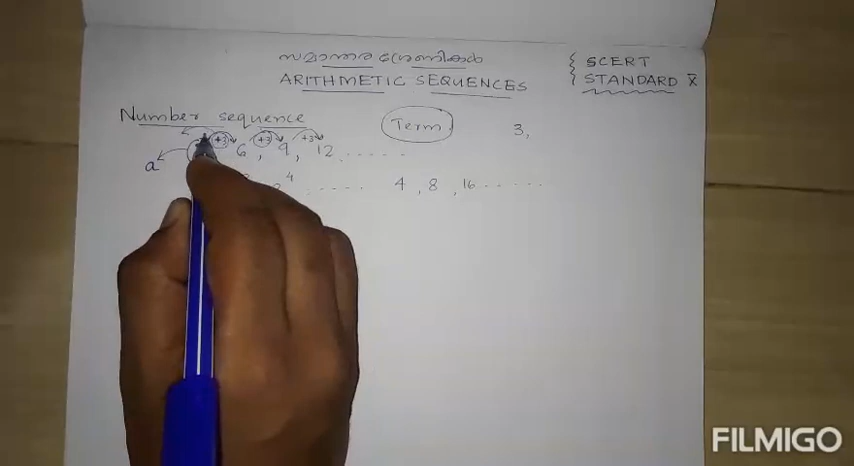 സമാന്തര ശ്രേണികൾ
ARITHMETIC SEQUENCES
SCERT
STANDARD X
Number sequence
Term
3,
+3 +3 +3
6, 9, 12 ......
a
4 ..... 4, 8, 16 ......
FILMIGO